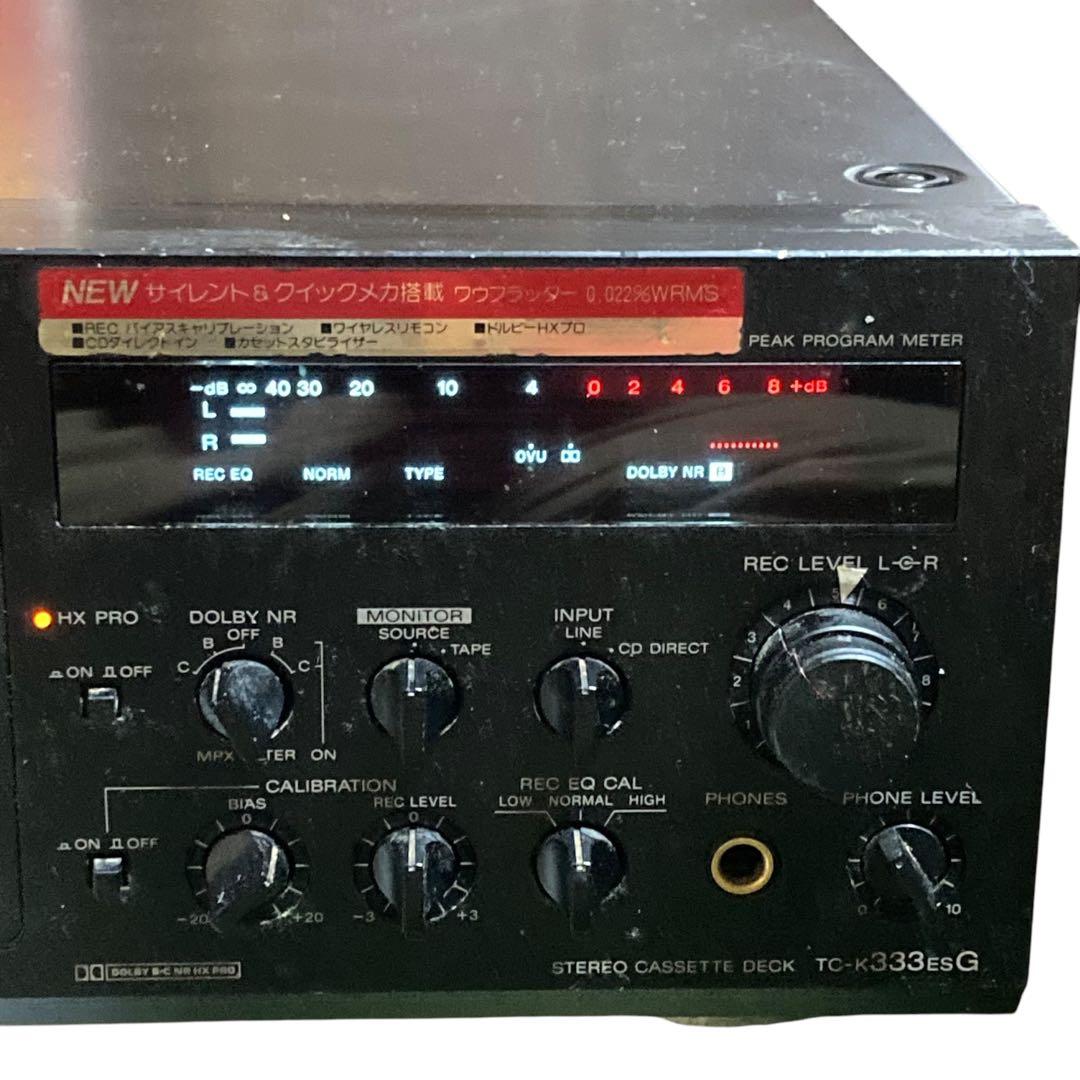 NEW サイレント&クイックメカ搭載 ワウフラッター 0.022%WRMS
■REC バイアスキャリブレーション ■ワイヤレスリモコン ■ドルビーHXプロ
■CDダイレクトイン ■カセットスタビライザー
PEAK PROGRAM METER
-dB ∞ 40 30 20 10 4 0 2 4 6 8 +dB
L
R
OVU
REC EQ NORM TYPE DOLBY NR B
REC LEVEL L-C-R
1 2 3 4 5 6 7 8
HX PRO
ON OFF
DOLBY NR
OFF
B B
C C
MPX ON
MONITOR
SOURCE
TAPE
INPUT
LINE
CD DIRECT
CALIBRATION
ON OFF
BIAS
0
-20 +20
REC LEVEL
0
-3 +3
REC EQ CAL
LOW NORMAL HIGH
PHONES
PHONE LEVEL
0 10
DOLBY B-C NR HX PRO
STEREO CASSETTE DECK TC-K333ESG